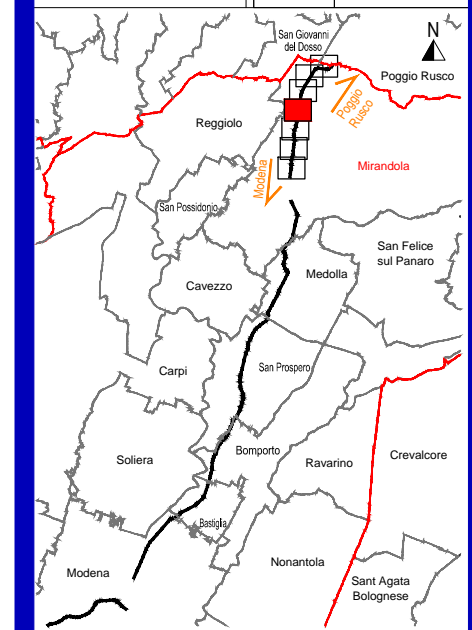 San Giovanni
del Dosso
N
Poggio Rusco
Poggio
Rusco
Reggiolo
Mirandola
Modena
San Possidonio
San Felice
sul Panaro
Medolla
Cavezzo
San Prospero
Carpi
Crevalcore
Bomporto
Soliera
Ravarino
Bastiglia
Nonantola
Modena
Sant Agata
Bolognese